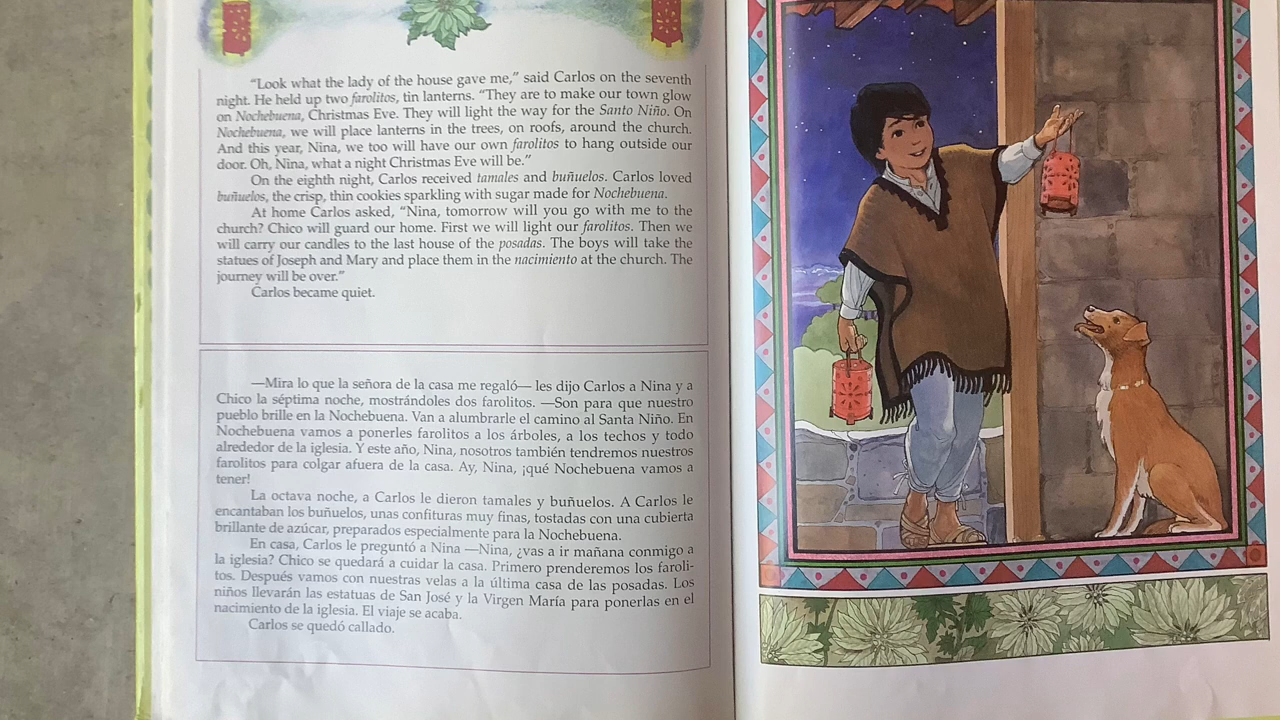 “Look what the lady of the house gave me,” said Carlos on the seventh
night. He held up two farolitos, tin lanterns. “They are to make our town glow
on Nochebuena, Christmas Eve. They will light the way for the Santo Niño. On
Nochebuena, we will place lanterns in the trees, on roofs, around the church.
And this year, Nina, we too will have our own farolitos to hang outside our
door. Oh, Nina, what a night Christmas Eve will be.”
On the eighth night, Carlos received tamales and buñuelos. Carlos loved
buñuelos, the crisp, thin cookies sparkling with sugar made for Nochebuena.
At home Carlos asked, “Nina, tomorrow will you go with me to the
church? Chico will guard our home. First we will light our farolitos. Then we
will carry our candles to the last house of the posadas. The boys will take the
statues of Joseph and Mary and place them in the nacimiento at the church. The
journey will be over.”
Carlos became quiet.
—Mira lo que la señora de la casa me regaló— les dijo Carlos a Nina y a
Chico la séptima noche, mostrándoles dos farolitos. —Son para que nuestro
pueblo brille en la Nochebuena. Van a alumbrarle el camino al Santa Niño. En
Nochebuena vamos a ponerles farolitos a los árboles, a los techos y todo
alrededor de la iglesia. Y este año, Nina, nosotros también tendremos nuestros
farolitos para colgar afuera de la casa. Ay, Nina, ¡qué Nochebuena vamos a
tener!
La octava noche, a Carlos le dieron tamales y buñuelos. A Carlos le
encantaban los buñuelos, unas confituras muy finas, tostadas con una cubierta
brillante de azúcar, preparados especialmente para la Nochebuena.
En casa, Carlos le preguntó a Nina —Nina, ¿vas a ir mañana conmigo a
la iglesia? Chico se quedará a cuidar la casa. Primero prenderemos los faroli-
tos. Después vamos con nuestras velas a la última casa de las posadas. Los
niños llevarán las estatuas de San José y la Virgen María para ponerlas en el
nacimiento de la iglesia. El viaje se acaba.
Carlos se quedó callado.